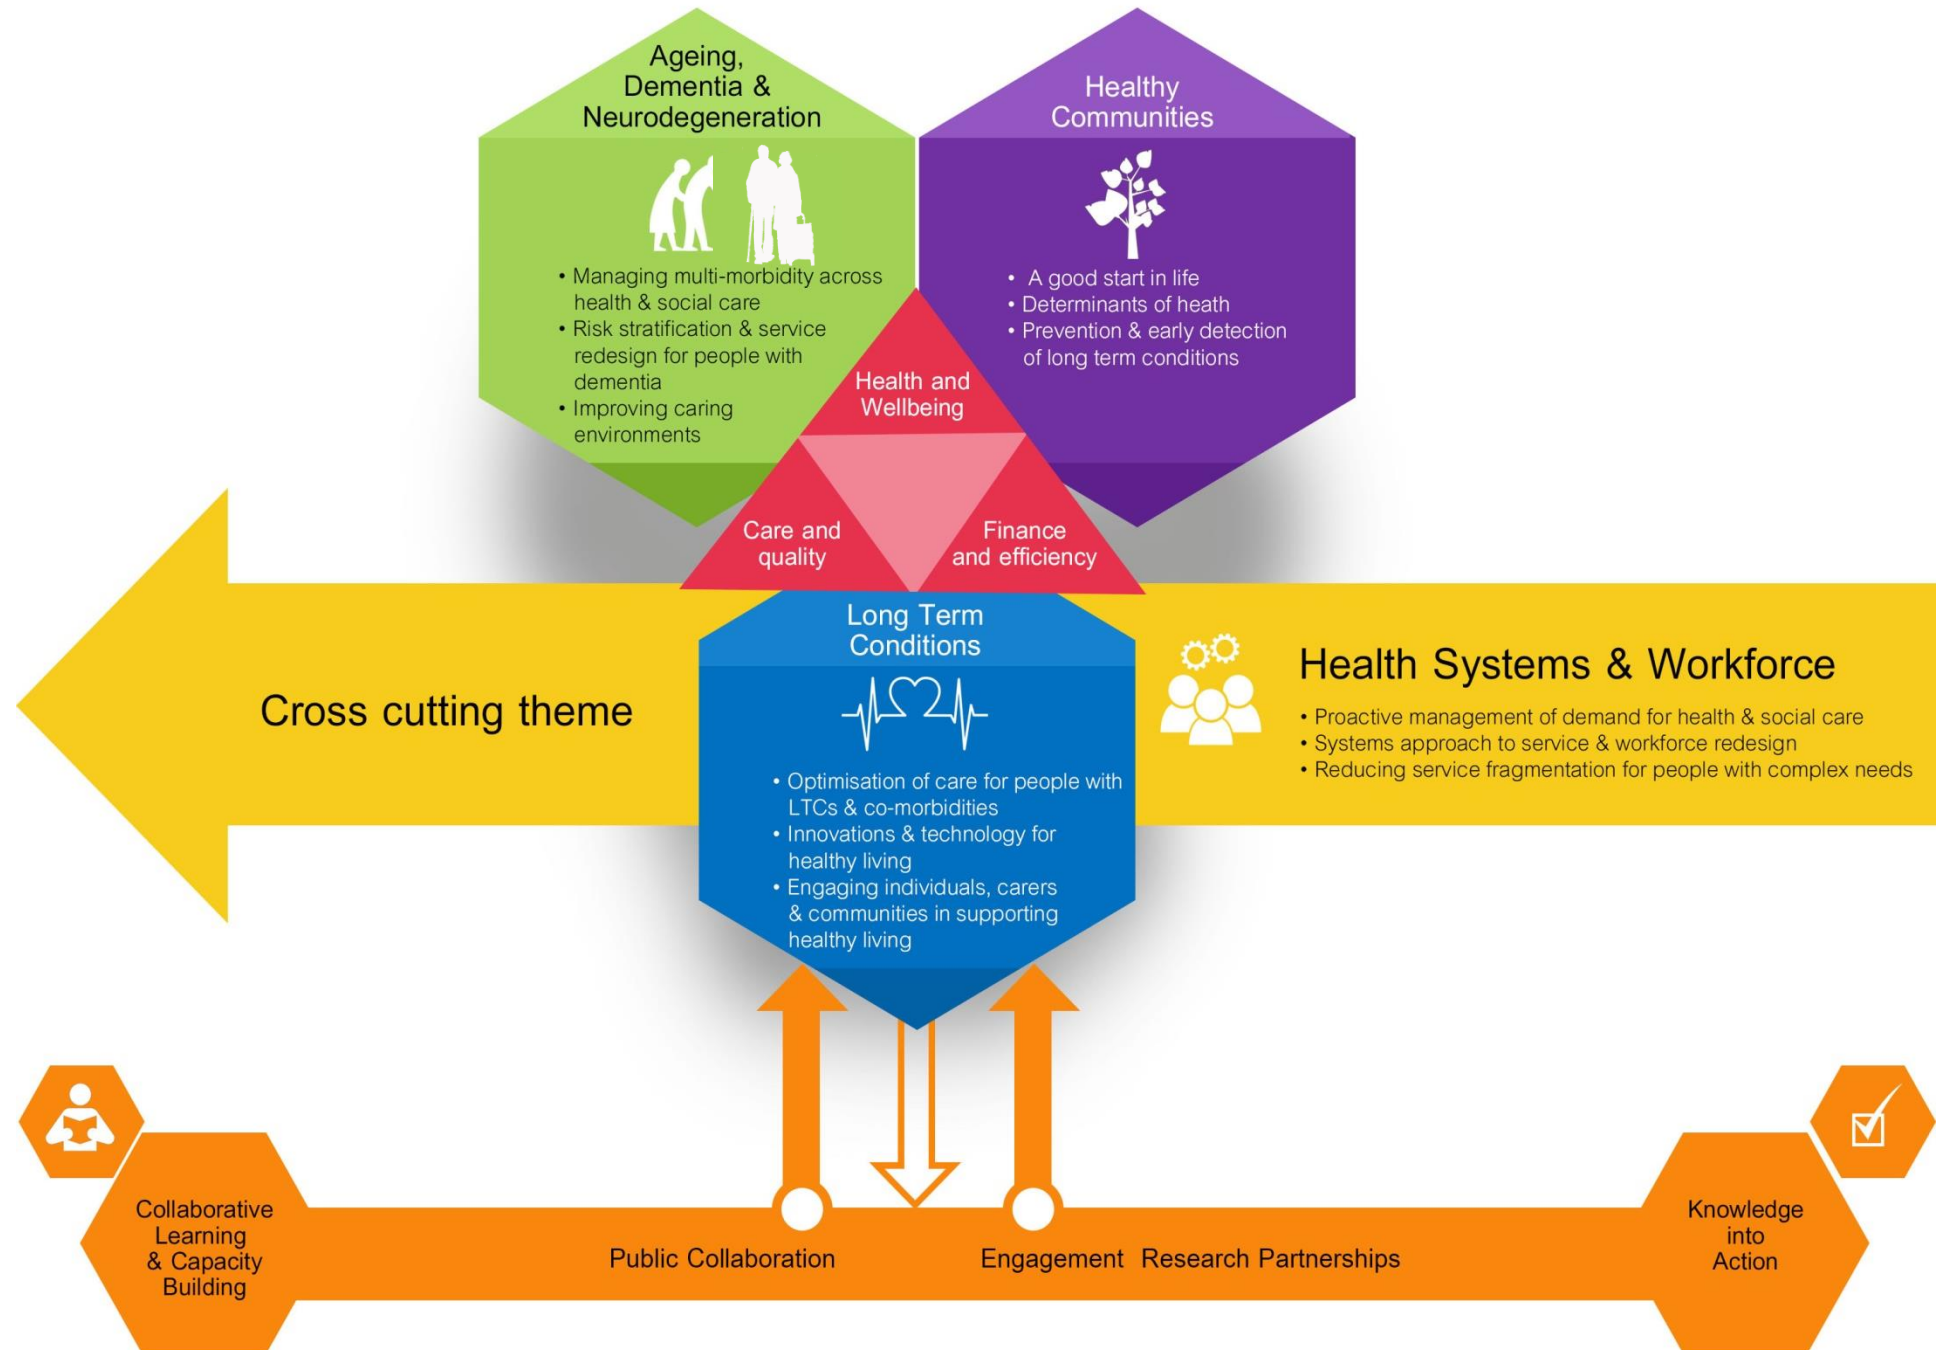 Ageing,
Dementia &
Neurodegeneration
• Managing multi-morbidity across
health & social care
• Risk stratification & service
redesign for people with
dementia
• Improving caring
environments
Healthy
Communities
• A good start in life
• Determinants of heath
• Prevention & early detection
of long term conditions
Health and
Wellbeing
Care and
quality
Finance
and efficiency
Cross cutting theme
Long Term
Conditions
• Optimisation of care for people with
LTCs & co-morbidities
• Innovations & technology for
healthy living
• Engaging individuals, carers
& communities in supporting
healthy living
Health Systems & Workforce
• Proactive management of demand for health & social care
• Systems approach to service & workforce redesign
• Reducing service fragmentation for people with complex needs
Collaborative
Learning
& Capacity
Building
Public Collaboration
Engagement Research Partnerships
Knowledge
into
Action